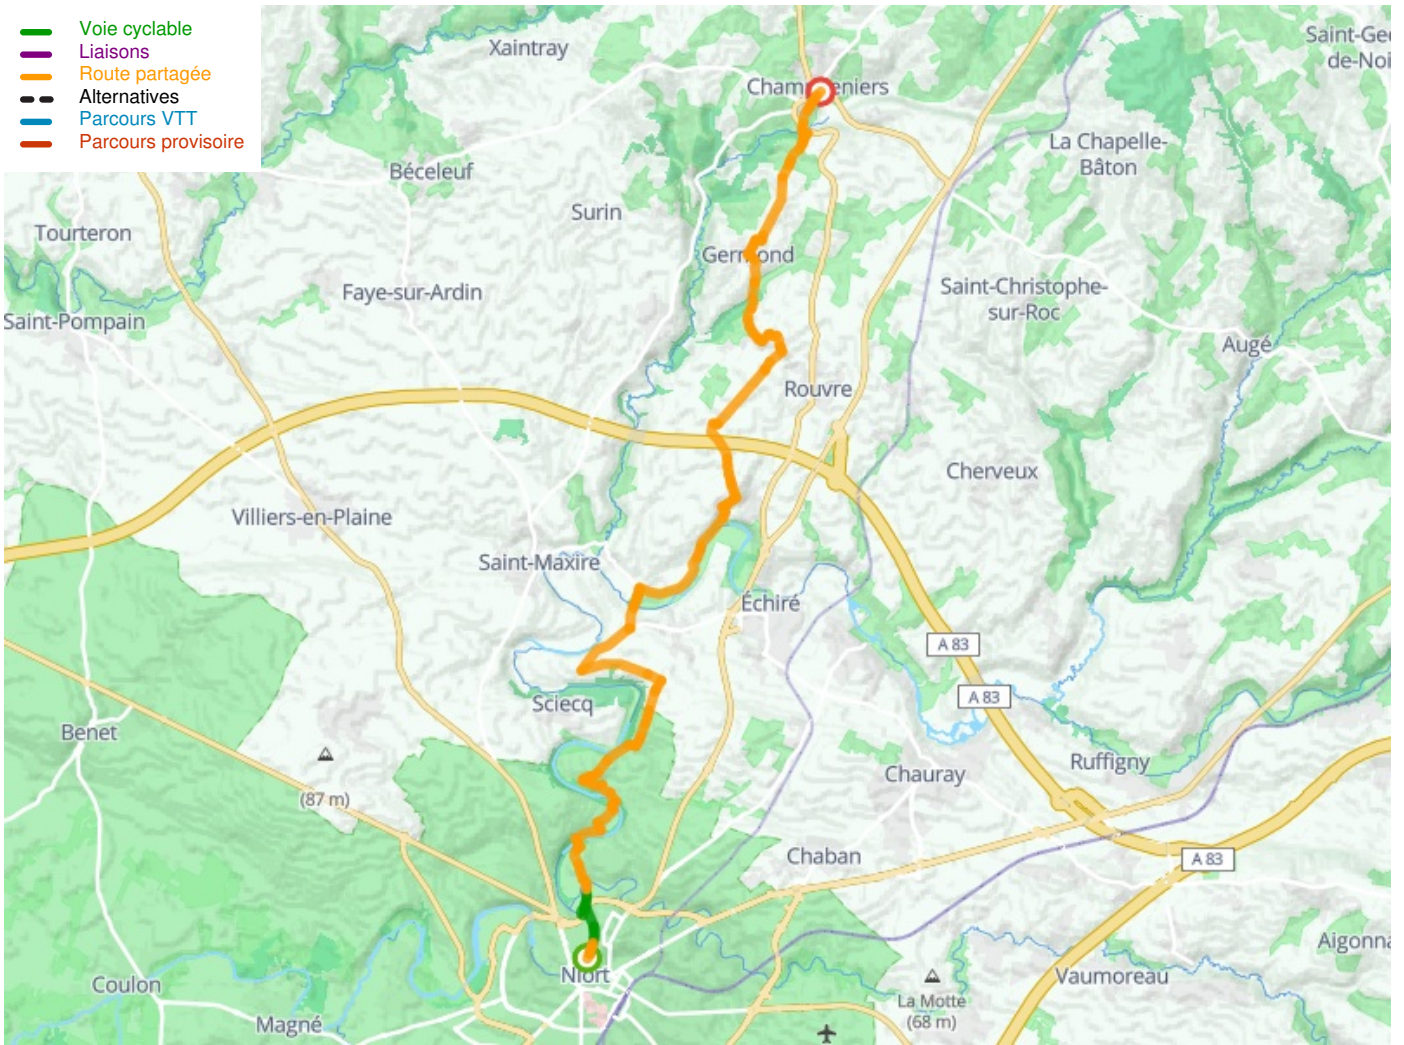 Voie cyclable
Liaisons
Route partagée
Alternatives
Parcours VTT
Parcours provisoire
Xaintray
Saint-Ge
de-Noi
Béceleuf
La Chapelle-
Bâton
Surin
Tourteron
Faye-sur-Ardin
Saint-Christophe-
sur-Roc
Saint-Pompain
Augé
Rouvre
Cherveux
Villiers-en-Plaine
Saint-Maxire
Échiré
A 83
A 83
Sciecq
Benet
Ruffigny
Chauray
(87 m)
Chaban
A 83
Aigonna
Niort
Vaumoreau
Coulon
La Motte
(68 m)
Magné